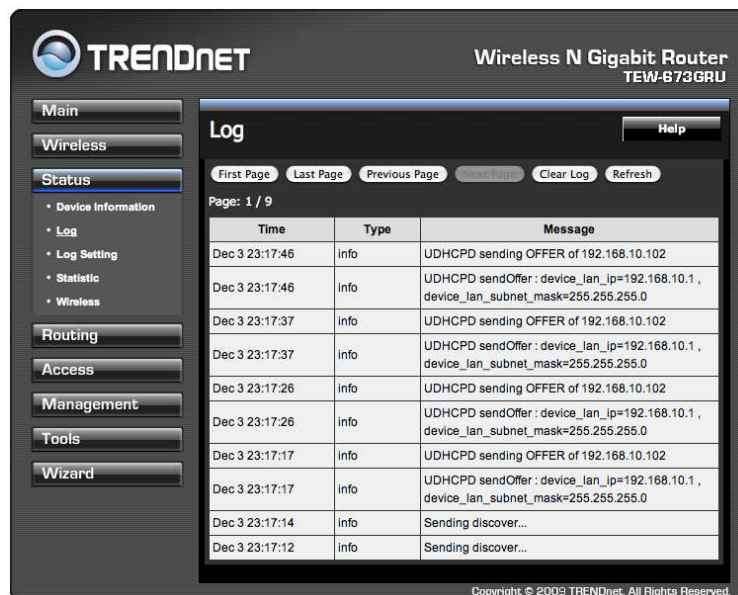 TRENDNET
Wireless N Gigabit Router
TEW-673GRU
Main
Wireless
Status
• Device Information
• Log
• Log Setting
• Statistic
• Wireless
Routing
Access
Management
Tools
Wizard
Log
Help
First Page Last Page Previous Page Next Page Clear Log Refresh
Page: 1 / 9
Time Type Message
Dec 3 23:17:46 info UDHCPD sending OFFER of 192.168.10.102
Dec 3 23:17:46 info UDHCPD sendOffer : device_lan_ip=192.168.10.1 ,
device_lan_subnet_mask=255.255.255.0
Dec 3 23:17:37 info UDHCPD sending OFFER of 192.168.10.102
Dec 3 23:17:37 info UDHCPD sendOffer : device_lan_ip=192.168.10.1 ,
device_lan_subnet_mask=255.255.255.0
Dec 3 23:17:26 info UDHCPD sending OFFER of 192.168.10.102
Dec 3 23:17:26 info UDHCPD sendOffer : device_lan_ip=192.168.10.1 ,
device_lan_subnet_mask=255.255.255.0
Dec 3 23:17:17 info UDHCPD sending OFFER of 192.168.10.102
Dec 3 23:17:17 info UDHCPD sendOffer : device_lan_ip=192.168.10.1 ,
device_lan_subnet_mask=255.255.255.0
Dec 3 23:17:14 info Sending discover...
Dec 3 23:17:12 info Sending discover...
Copyright © 2009 TRENDnet. All Rights Reserved.